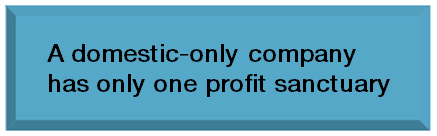 A domestic-only company
has only one profit sanctuary